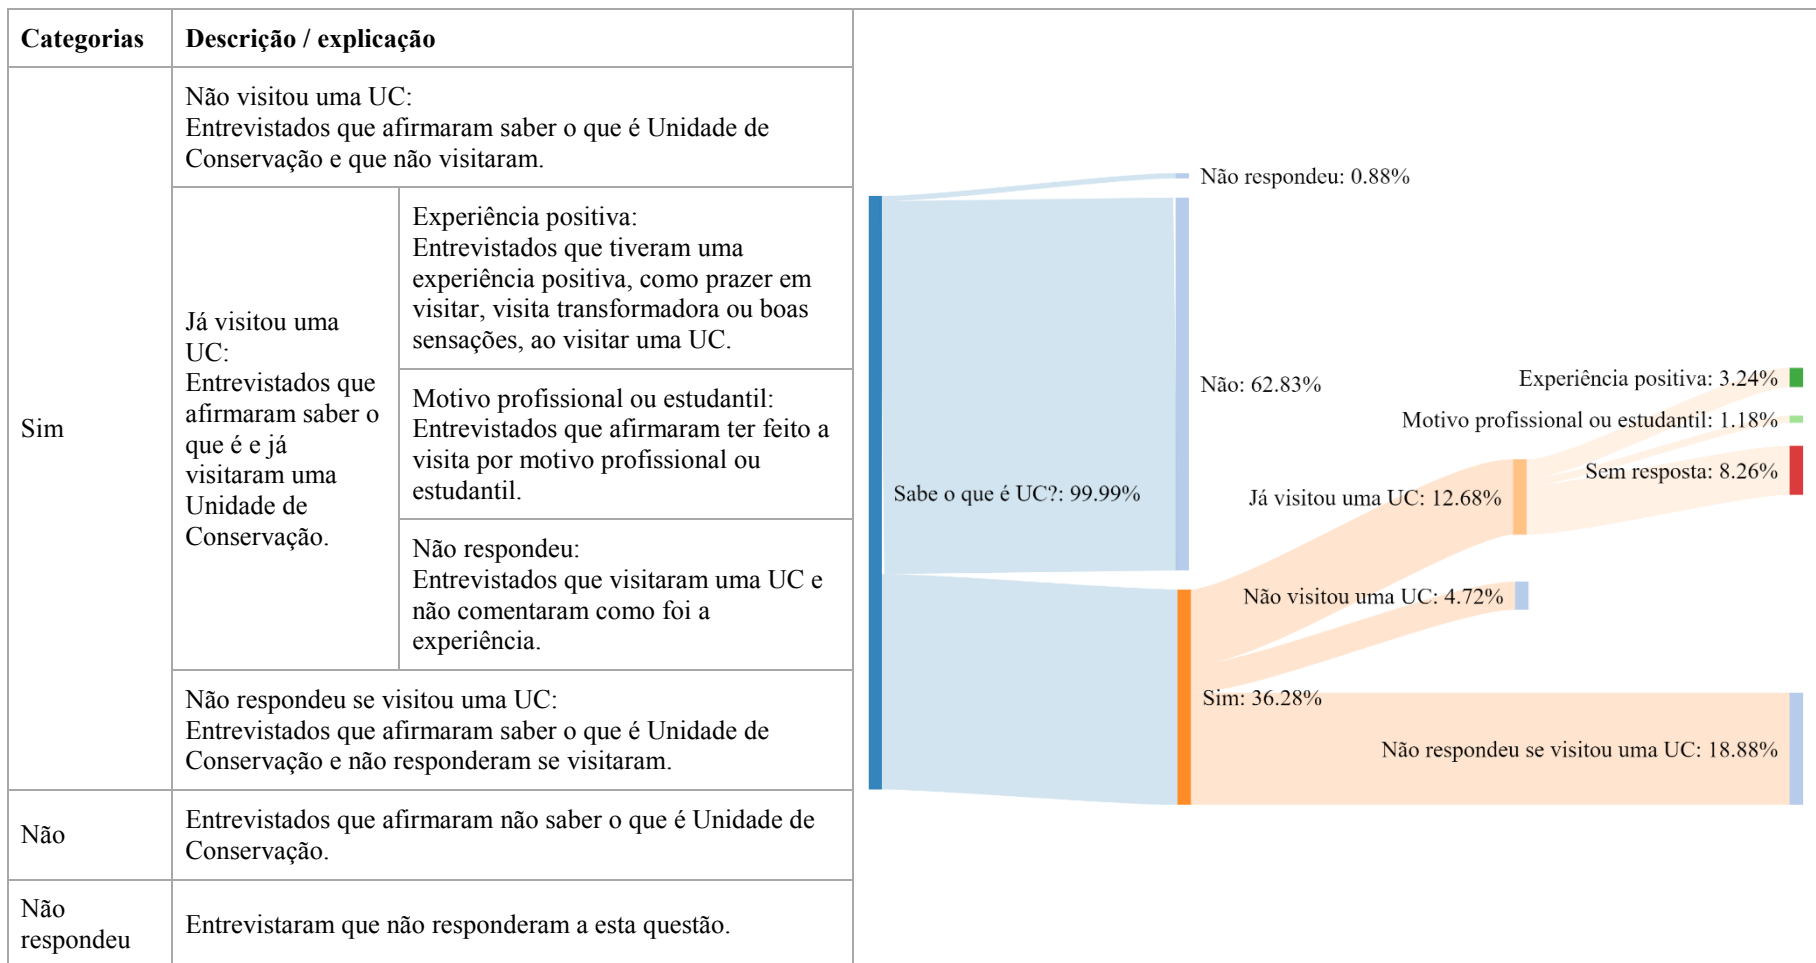 Categorias
Descrição / explicação
Sim
Não visitou uma UC:
Entrevistados que afirmaram saber o que é Unidade de
Conservação e que não visitaram.
Já visitou uma
UC:
Entrevistados que
afirmaram saber o
que é e já
visitaram uma
Unidade de
Conservação.
Experiência positiva:
Entrevistados que tiveram uma
experiência positiva, como prazer em
visitar, visita transformadora ou boas
sensações, ao visitar uma UC.
Motivo profissional ou estudantil:
Entrevistados que afirmaram ter feito a
visita por motivo profissional ou
estudantil.
Não respondeu:
Entrevistados que visitaram uma UC e
não comentaram como foi a
experiência.
Não respondeu se visitou uma UC:
Entrevistados que afirmaram saber o que é Unidade de
Conservação e não responderam se visitaram.
Não
Entrevistados que afirmaram não saber o que é Unidade de
Conservação.
Não
respondeu
Entrevistaram que não responderam a esta questão.
Não respondeu: 0.88%
Não: 62.83%
Sabe o que é UC?: 99.99%
Sim: 36.28%
Experiência positiva: 3.24%
Motivo profissional ou estudantil: 1.18%
Sem resposta: 8.26%
Já visitou uma UC: 12.68%
Não visitou uma UC: 4.72%
Não respondeu se visitou uma UC: 18.88%